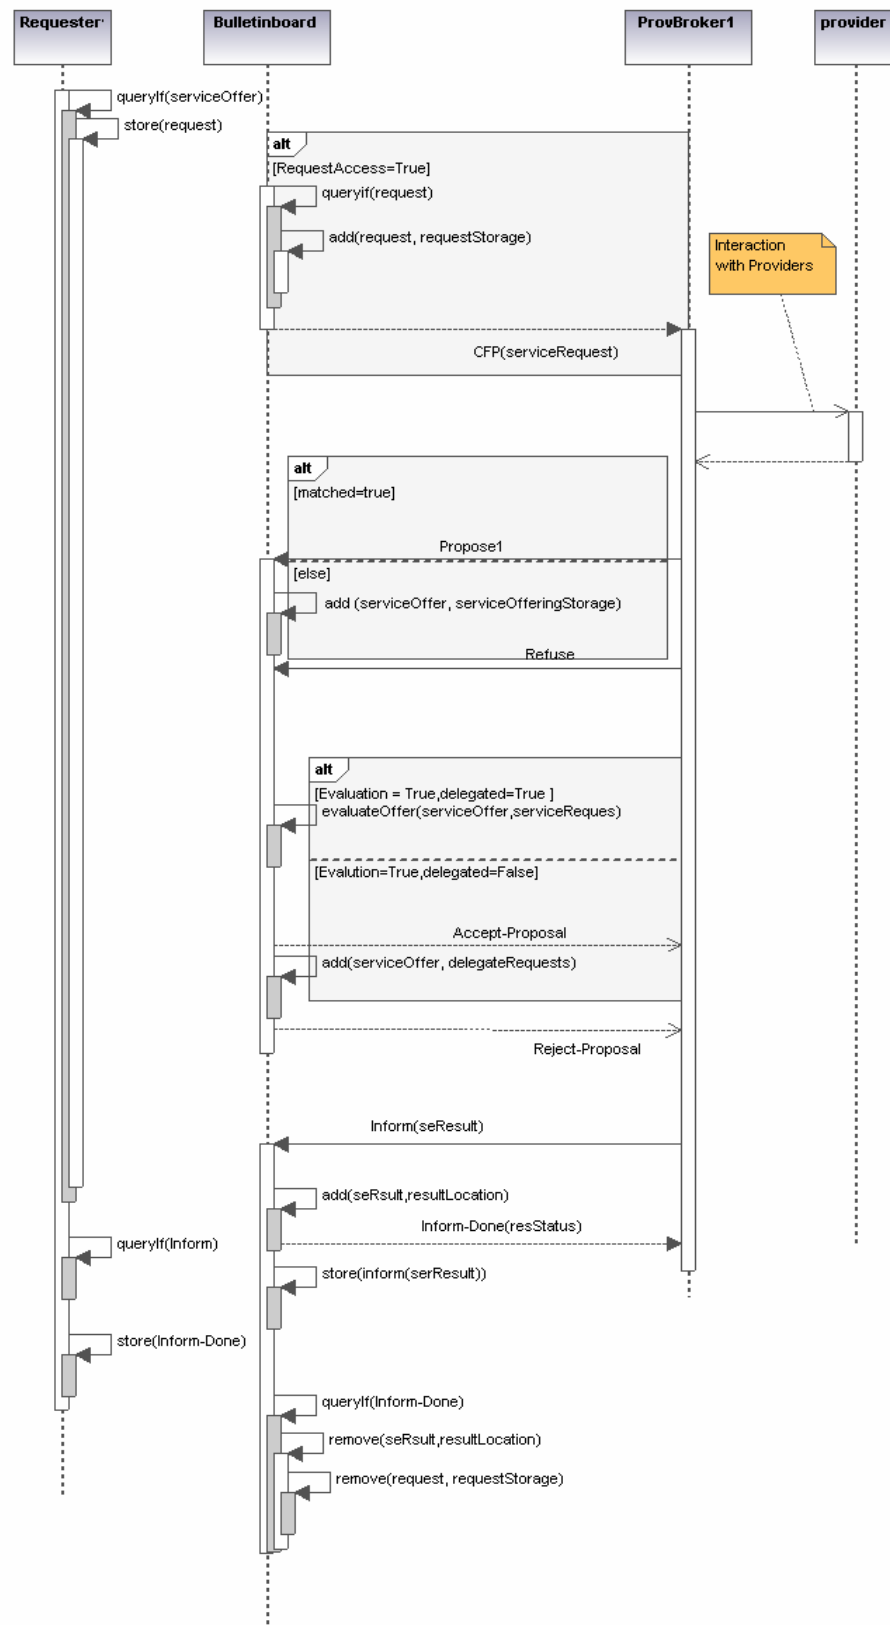 Requester
Bulletinboard
ProvBroker1
provider
queryIf(serviceOffer)
store(request)
alt
[RequestAccess=True]
queryif(request)
add(request, requestStorage)
Interaction
with Providers
CFP(serviceRequest)
alt
[matched=true]
Propose1
[else]
add (serviceOffer, serviceOfferingStorage)
Refuse
alt
[Evaluation = True,delegated=True ]
evaluateOffer(serviceOffer,serviceReques)
[Evalution=True,delegated=False]
Accept-Proposal
add(serviceOffer, delegateRequests)
Reject-Proposal
Inform(seResult)
add(seRsult,resultLocation)
Inform-Done(resStatus)
queryIf(Inform)
store(inform(serResult))
store(Inform-Done)
queryIf(Inform-Done)
remove(seRsult,resultLocation)
remove(request, requestStorage)